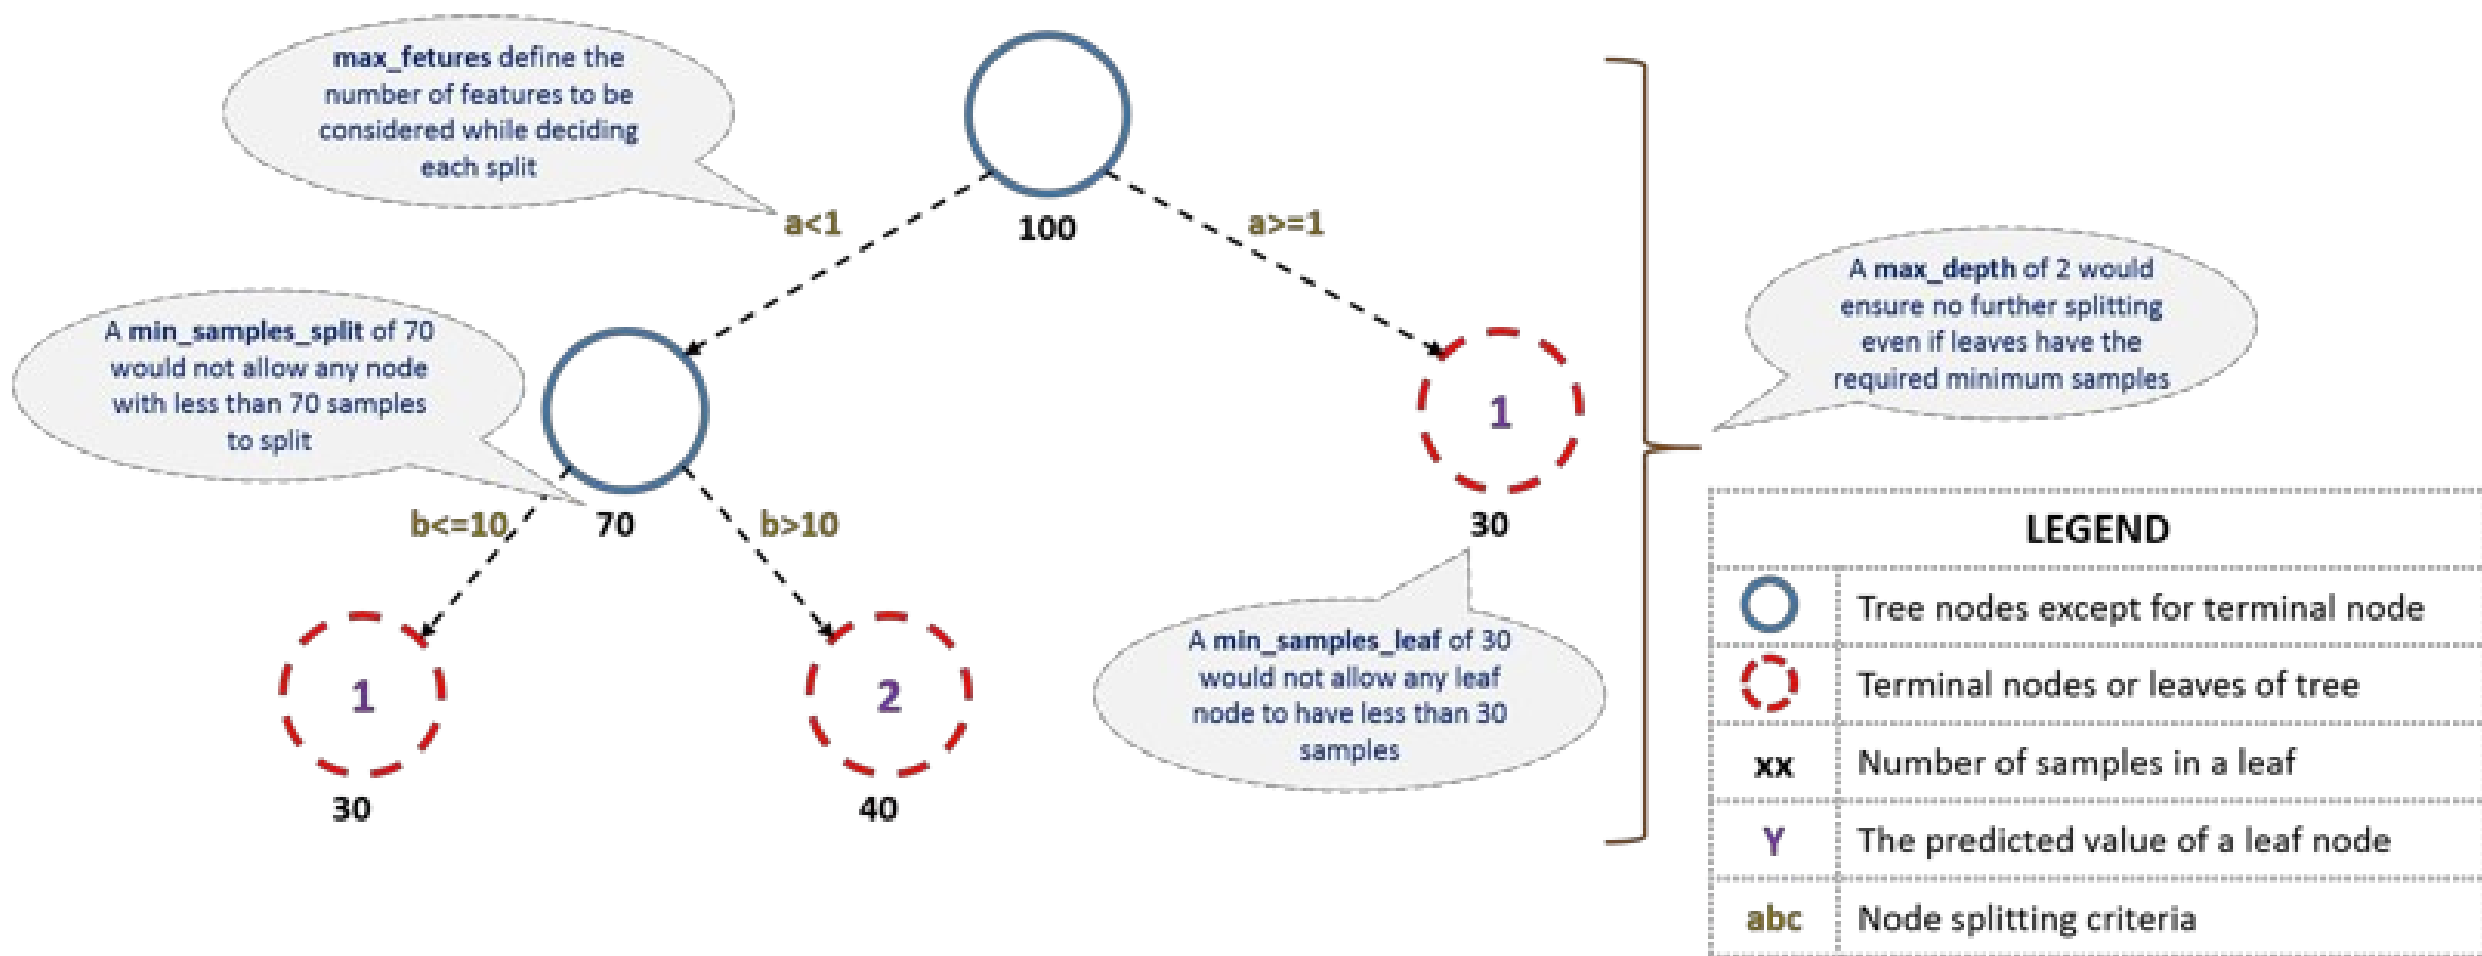 max_fetures define the
number of features to be
considered while deciding
each split
a<1
100
a>=1
A max_depth of 2 would
ensure no further splitting
even if leaves have the
required minimum samples
A min_samples_split of 70
would not allow any node
with less than 70 samples
to split
1
30
b<=10
70
b>10
A min_samples_leaf of 30
would not allow any leaf
node to have less than 30
samples
1
30
2
40
LEGEND
Tree nodes except for terminal node
Terminal nodes or leaves of tree
xx Number of samples in a leaf
Y The predicted value of a leaf node
abc Node splitting criteria